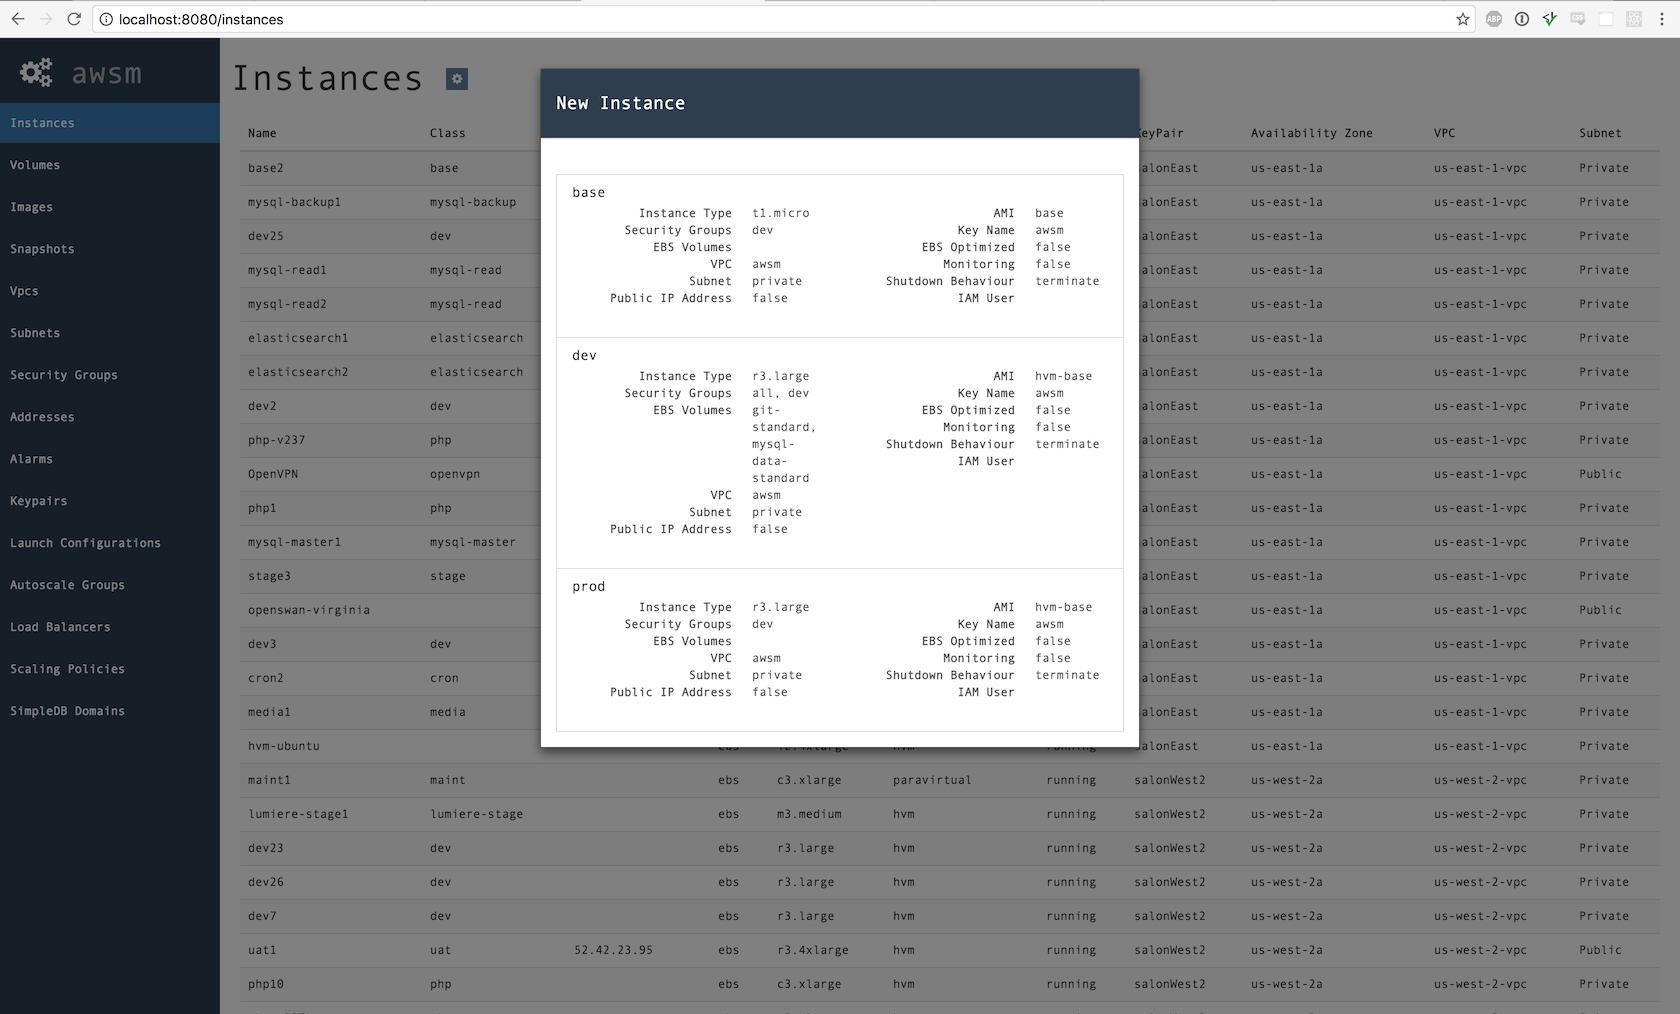 localhost:8080/instances
ABP
CSS
awsm
Instances
Volumes
Images
Snapshots
Vpcs
Subnets
Security Groups
Addresses
Alarms
Keypairs
Launch Configurations
Autoscale Groups
Load Balancers
Scaling Policies
SimpleDB Domains
Instances
Name Class eyPair Availability Zone VPC Subnet
base2 base alonEast us-east-1a us-east-1-vpc Private
mysql-backup1 mysql-backup alonEast us-east-1a us-east-1-vpc Private
dev25 dev alonEast us-east-1a us-east-1-vpc Private
mysql-read1 mysql-read alonEast us-east-1a us-east-1-vpc Private
mysql-read2 mysql-read alonEast us-east-1a us-east-1-vpc Private
elasticsearch1 elasticsearch alonEast us-east-1a us-east-1-vpc Private
elasticsearch2 elasticsearch alonEast us-east-1a us-east-1-vpc Private
dev2 dev alonEast us-east-1a us-east-1-vpc Private
php-v237 php alonEast us-east-1a us-east-1-vpc Private
OpenVPN openvpn alonEast us-east-1a us-east-1-vpc Public
php1 php alonEast us-east-1a us-east-1-vpc Private
mysql-master1 mysql-master alonEast us-east-1a us-east-1-vpc Private
stage3 stage alonEast us-east-1a us-east-1-vpc Private
openswan-virginia alonEast us-east-1a us-east-1-vpc Public
dev3 dev alonEast us-east-1a us-east-1-vpc Private
cron2 cron alonEast us-east-1a us-east-1-vpc Private
media1 media alonEast us-east-1a us-east-1-vpc Private
hvm-ubuntu alonEast us-east-1a us-east-1-vpc Private
maint1 maint ebs c3.xlarge paravirtual running salonWest2 us-west-2a us-west-2-vpc Private
lumiere-stage1 lumiere-stage ebs m3.medium hvm running salonWest2 us-west-2a us-west-2-vpc Private
dev23 dev ebs r3.large hvm running salonWest2 us-west-2a us-west-2-vpc Private
dev26 dev ebs r3.large hvm running salonWest2 us-west-2a us-west-2-vpc Private
dev7 dev ebs r3.large hvm running salonWest2 us-west-2a us-west-2-vpc Private
uat1 uat 52.42.23.95 ebs r3.4xlarge hvm running salonWest2 us-west-2a us-west-2-vpc Public
php10 php ebs c3.xlarge hvm running salonWest2 us-west-2a us-west-2-vpc Private
New Instance
base
Instance Type t1.micro AMI base
Security Groups dev Key Name awsm
EBS Volumes EBS Optimized false
VPC awsm Monitoring false
Subnet private Shutdown Behaviour terminate
Public IP Address false IAM User
dev
Instance Type r3.large AMI hvm-base
Security Groups all, dev Key Name awsm
EBS Volumes git- EBS Optimized false
standard, Monitoring false
mysql- Shutdown Behaviour terminate
data- IAM User
standard
VPC awsm
Subnet private
Public IP Address false
prod
Instance Type r3.large AMI hvm-base
Security Groups dev Key Name awsm
EBS Volumes EBS Optimized false
VPC awsm Monitoring false
Subnet private Shutdown Behaviour terminate
Public IP Address false IAM User